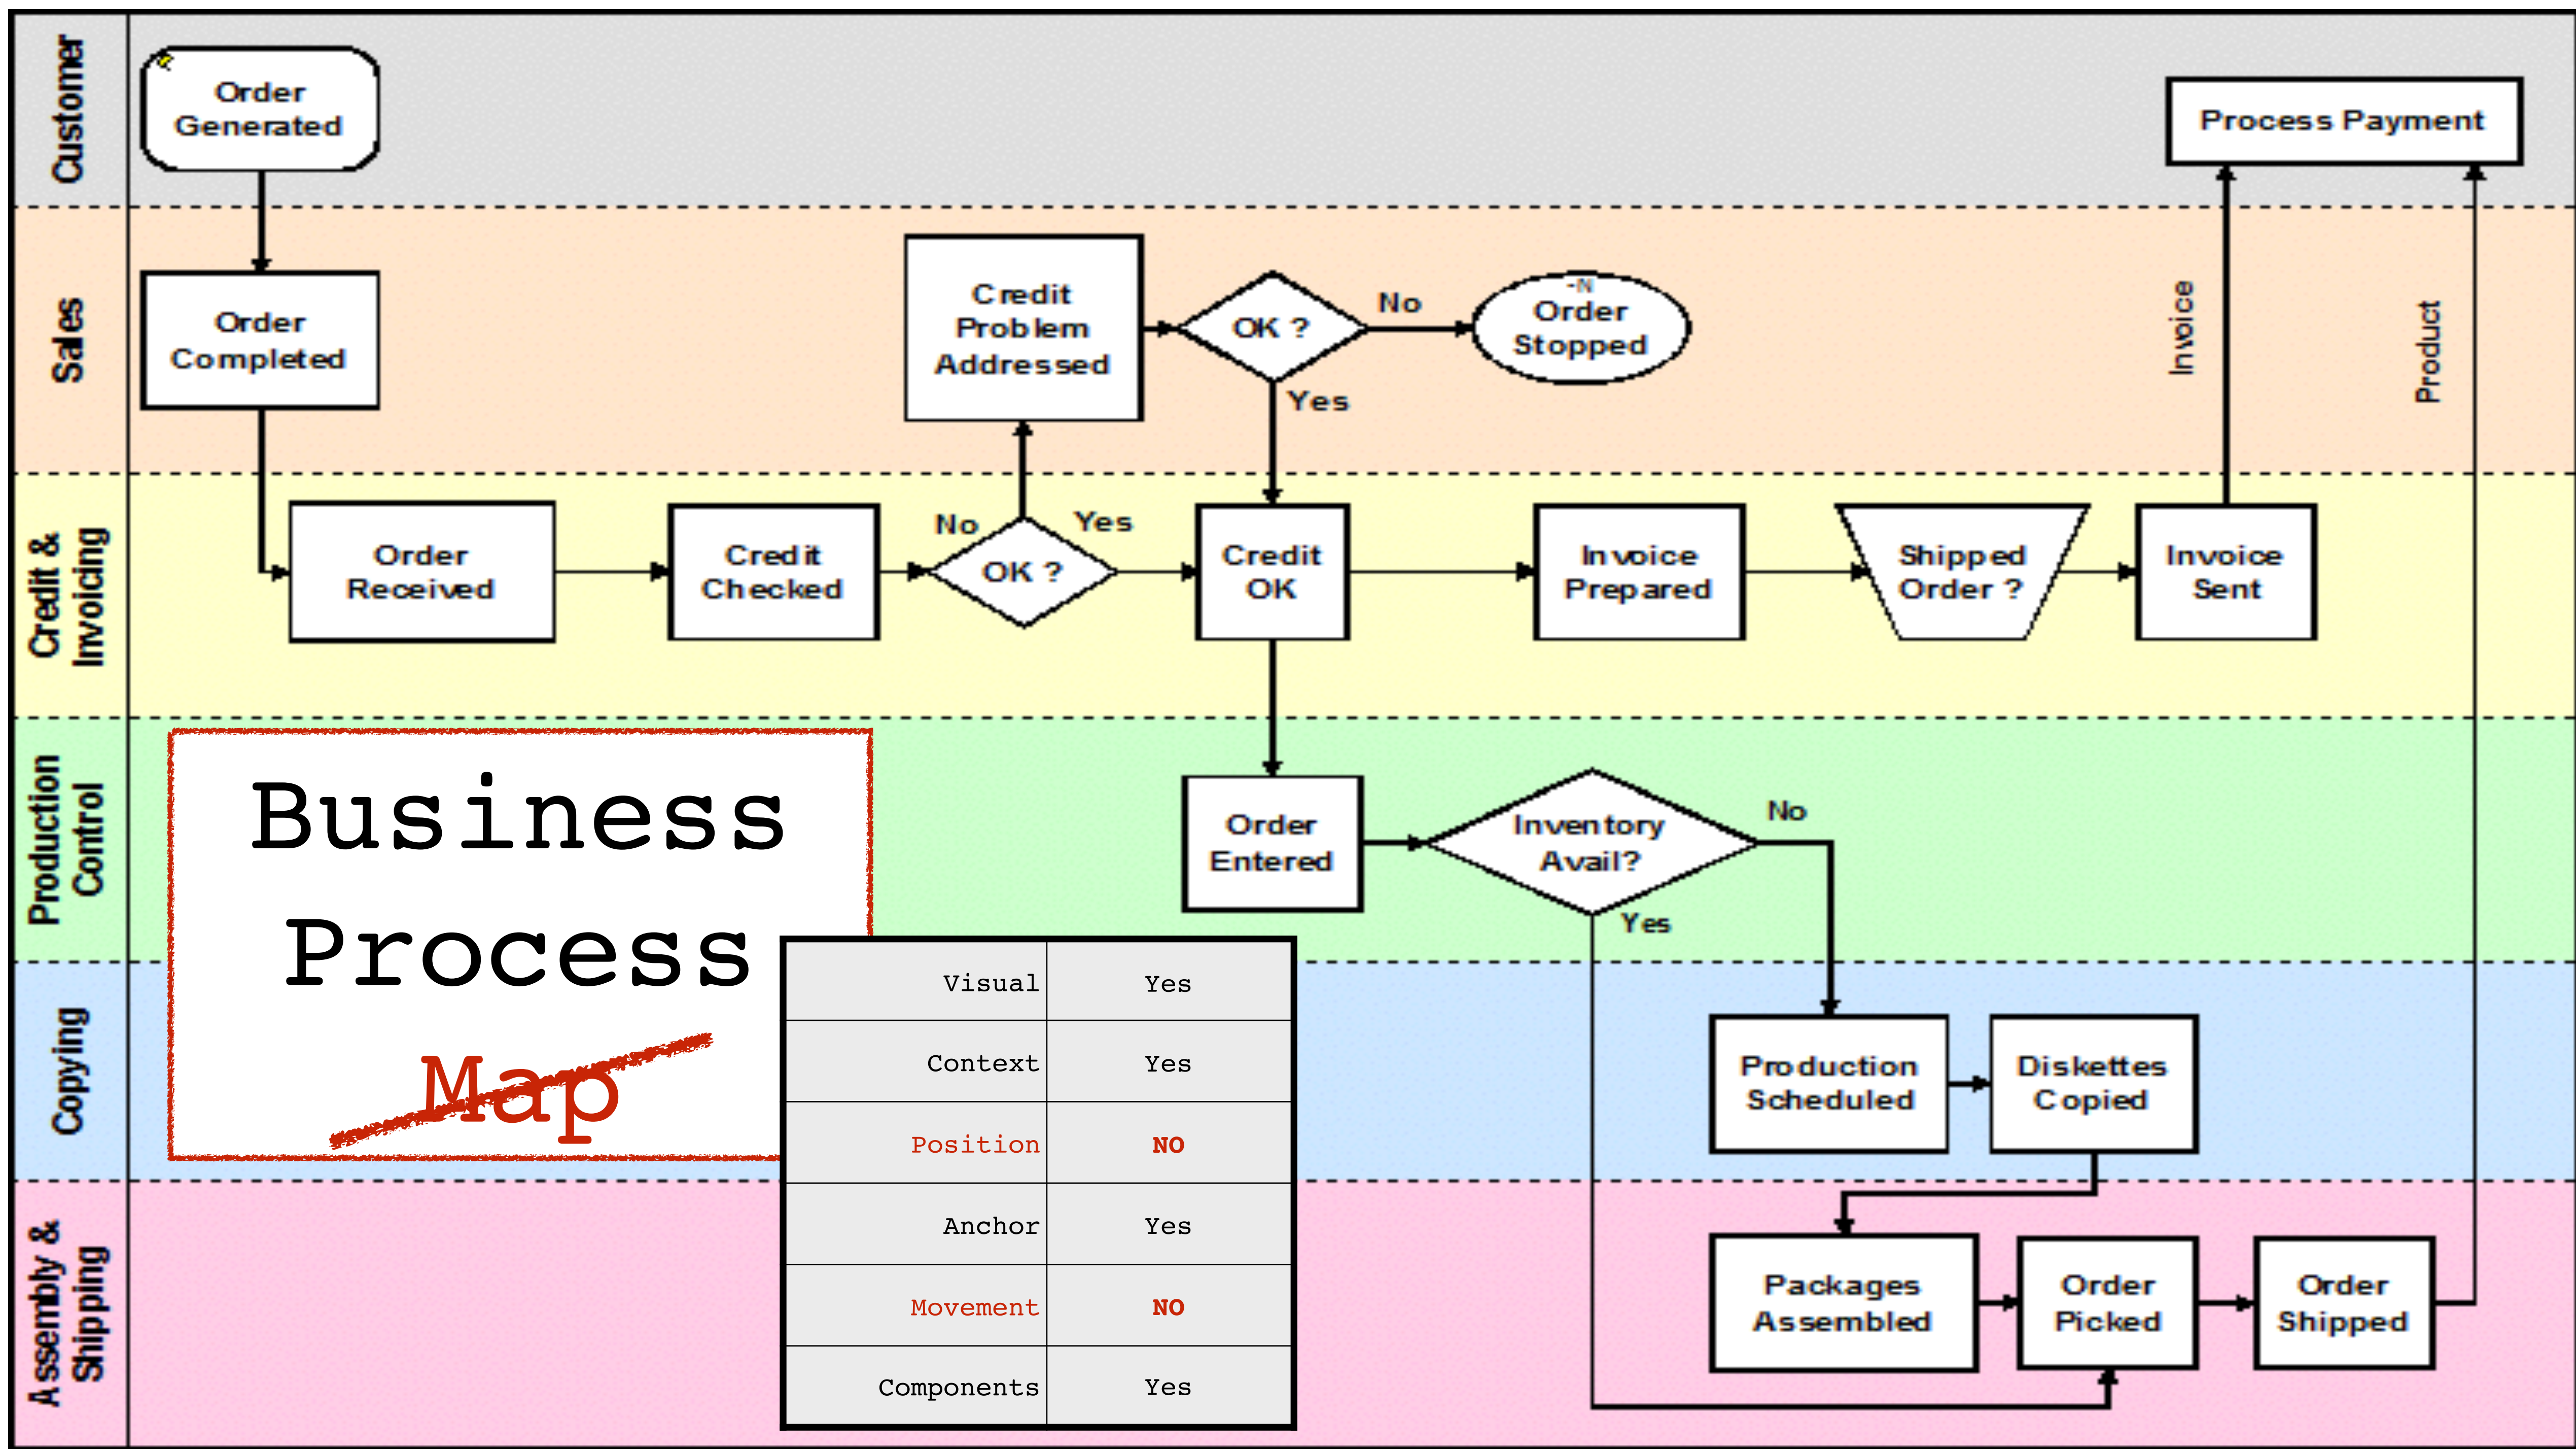 Customer
Order
Generated
Process Payment
Sales
Order
Completed
Credit
Problem
Addressed
OK ?
No
Yes
-N
Order
Stopped
Invoice
Product
Credit &
Invoicing
Order
Received
Credit
Checked
No
OK ?
Yes
Credit
OK
Invoice
Prepared
Shipped
Order ?
Invoice
Sent
Production
Control
Order
Entered
Inventory
Avail?
No
Yes
Business
Process
Map
Copying
Production
Scheduled
Diskettes
Copied
Assembly &
Shipping
Packages
Assembled
Order
Picked
Order
Shipped
Visual Yes
Context Yes
Position NO
Anchor Yes
Movement NO
Components Yes